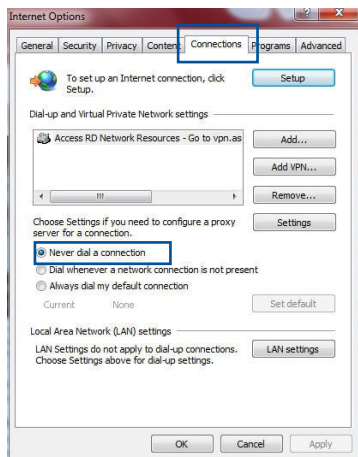 Internet Options
General Security Privacy Content Connections Programs Advanced
To set up an Internet connection, click
Setup.
Setup
Dial-up and Virtual Private Network settings
Access RD Network Resources - Go to vpn.as
Add...
Add VPN...
Remove...
Choose Settings if you need to configure a proxy
server for a connection.
Settings
Never dial a connection
Dial whenever a network connection is not present
Always dial my default connection
Current None
Set default
Local Area Network (LAN) settings
LAN Settings do not apply to dial-up connections.
Choose Settings above for dial-up settings.
LAN settings
OK Cancel Apply